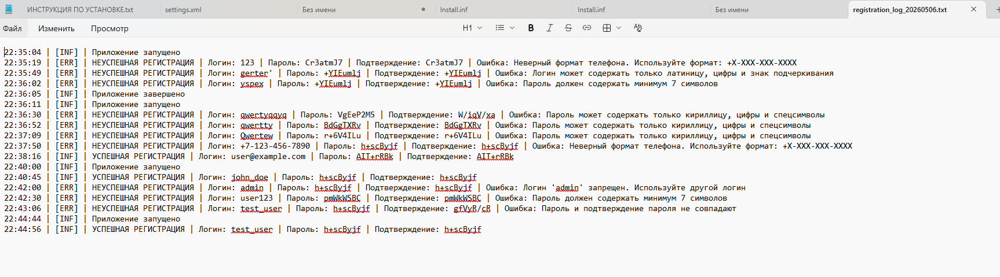 ИНСТРУКЦИЯ ПО УСТАНОВКЕ.txt settings.xml Без имени Install.inf Install.inf Без имени registration_log_20260506.txt
Файл Изменить Просмотр H1 B I S
22:35:04 | [INF] | Приложение запущено
22:35:19 | [ERR] | НЕУСПЕШНАЯ РЕГИСТРАЦИЯ | Логин: 123 | Пароль: Cr3atmJ7 | Подтверждение: Cr3atmJ7 | Ошибка: Неверный формат телефона. Используйте формат: +X-XXX-XXX-XXXX
22:35:49 | [ERR] | НЕУСПЕШНАЯ РЕГИСТРАЦИЯ | Логин: gerter' | Пароль: +YIEumlj | Подтверждение: +YIEumlj | Ошибка: Логин может содержать только латиницу, цифры и знак подчеркивания
22:36:02 | [ERR] | НЕУСПЕШНАЯ РЕГИСТРАЦИЯ | Логин: yspex | Пароль: +YIEumlj | Подтверждение: +YIEumlj | Ошибка: Пароль должен содержать минимум 7 символов
22:36:05 | [INF] | Приложение завершено
22:36:11 | [INF] | Приложение запущено
22:36:30 | [ERR] | НЕУСПЕШНАЯ РЕГИСТРАЦИЯ | Логин: qwertyqqyq | Пароль: VgEeP2M5 | Подтверждение: W/iqV/xa | Ошибка: Пароль может содержать только кириллицу, цифры и спецсимволы
22:36:52 | [ERR] | НЕУСПЕШНАЯ РЕГИСТРАЦИЯ | Логин: qwertty | Пароль: BdGgTXRv | Подтверждение: BdGgTXRv | Ошибка: Пароль может содержать только кириллицу, цифры и спецсимволы
22:37:09 | [ERR] | НЕУСПЕШНАЯ РЕГИСТРАЦИЯ | Логин: Qwertew | Пароль: r+6V4ILu | Подтверждение: r+6V4ILu | Ошибка: Пароль может содержать только кириллицу, цифры и спецсимволы
22:37:50 | [ERR] | НЕУСПЕШНАЯ РЕГИСТРАЦИЯ | Логин: +7-123-456-7890 | Пароль: h+scByjf | Подтверждение: h+scByjf | Ошибка: Неверный формат телефона. Используйте формат: +X-XXX-XXX-XXXX
22:38:16 | [INF] | УСПЕШНАЯ РЕГИСТРАЦИЯ | Логин: user@example.com | Пароль: AIT+rRBk | Подтверждение: AIT+rRBk
22:40:00 | [INF] | Приложение запущено
22:40:45 | [INF] | УСПЕШНАЯ РЕГИСТРАЦИЯ | Логин: john_doe | Пароль: h+scByjf | Подтверждение: h+scByjf
22:42:00 | [ERR] | НЕУСПЕШНАЯ РЕГИСТРАЦИЯ | Логин: admin | Пароль: h+scByjf | Подтверждение: h+scByjf | Ошибка: Логин 'admin' запрещен. Используйте другой логин
22:42:30 | [ERR] | НЕУСПЕШНАЯ РЕГИСТРАЦИЯ | Логин: user123 | Пароль: pmWkWSBC | Подтверждение: pmWkWSBC | Ошибка: Пароль должен содержать минимум 7 символов
22:43:06 | [ERR] | НЕУСПЕШНАЯ РЕГИСТРАЦИЯ | Логин: test_user | Пароль: h+scByjf | Подтверждение: gfVyR/cR | Ошибка: Пароль и подтверждение пароля не совпадают
22:44:44 | [INF] | Приложение запущено
22:44:56 | [INF] | УСПЕШНАЯ РЕГИСТРАЦИЯ | Логин: test_user | Пароль: h+scByjf | Подтверждение: h+scByjf